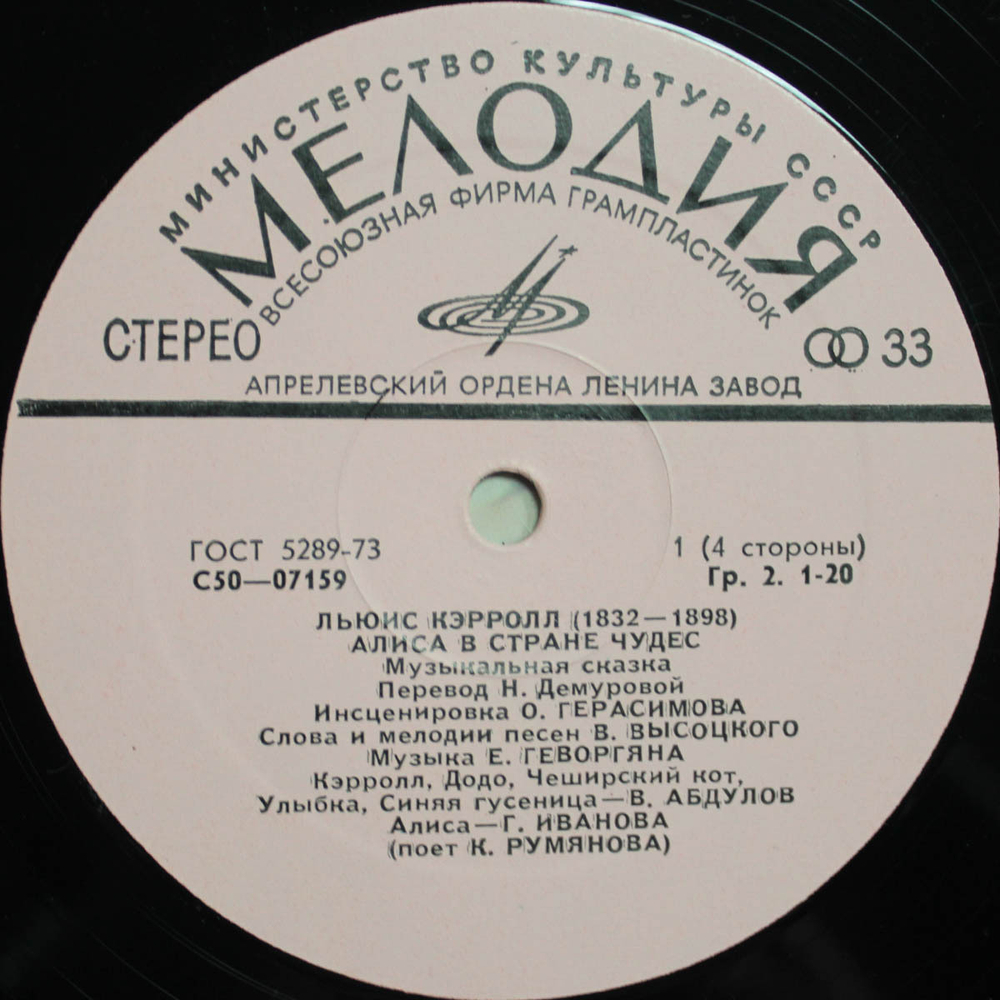 МИНИСТЕРСТВО КУЛЬТУРЫ СССР
МЕЛОДИЯ
ВСЕСОЮЗНАЯ ФИРМА ГРАМПЛАСТИНОК
СТЕРЕО
33
АПРЕЛЕВСКИЙ ОРДЕНА ЛЕНИНА ЗАВОД
ГОСТ 5289-73
1 (4 стороны)
С50—07159
Гр. 2. 1-20
ЛЬЮИС КЭРРОЛЛ (1832—1898)
АЛИСА В СТРАНЕ ЧУДЕС
Музыкальная сказка
Перевод Н. Демуровой
Инсценировка О. ГЕРАСИМОВА
Слова и мелодии песен В. ВЫСОЦКОГО
Музыка Е. ГЕВОРГЯНА
Кэрролл, Додо, Чеширский кот,
Улыбка, Синяя гусеница—В. АБДУЛОВ
Алиса—Г. ИВАНОВА
(поет К. РУМЯНОВА)